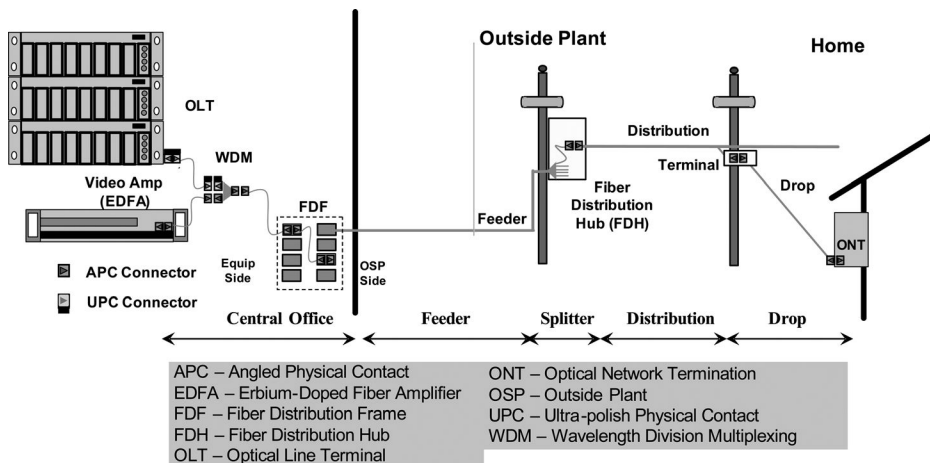 Outside Plant
Home
OLT
WDM
Video Amp
(EDFA)
FDF
Equip
Side
OSP
Side
Feeder
Distribution
Terminal
Fiber
Distribution
Hub (FDH)
Drop
ONT
APC Connector
UPC Connector
Central Office
Feeder
Splitter
Distribution
Drop
APC – Angled Physical Contact
EDFA – Erbium-Doped Fiber Amplifier
FDF – Fiber Distribution Frame
FDH – Fiber Distribution Hub
OLT – Optical Line Terminal
ONT – Optical Network Termination
OSP – Outside Plant
UPC – Ultra-polish Physical Contact
WDM – Wavelength Division Multiplexing